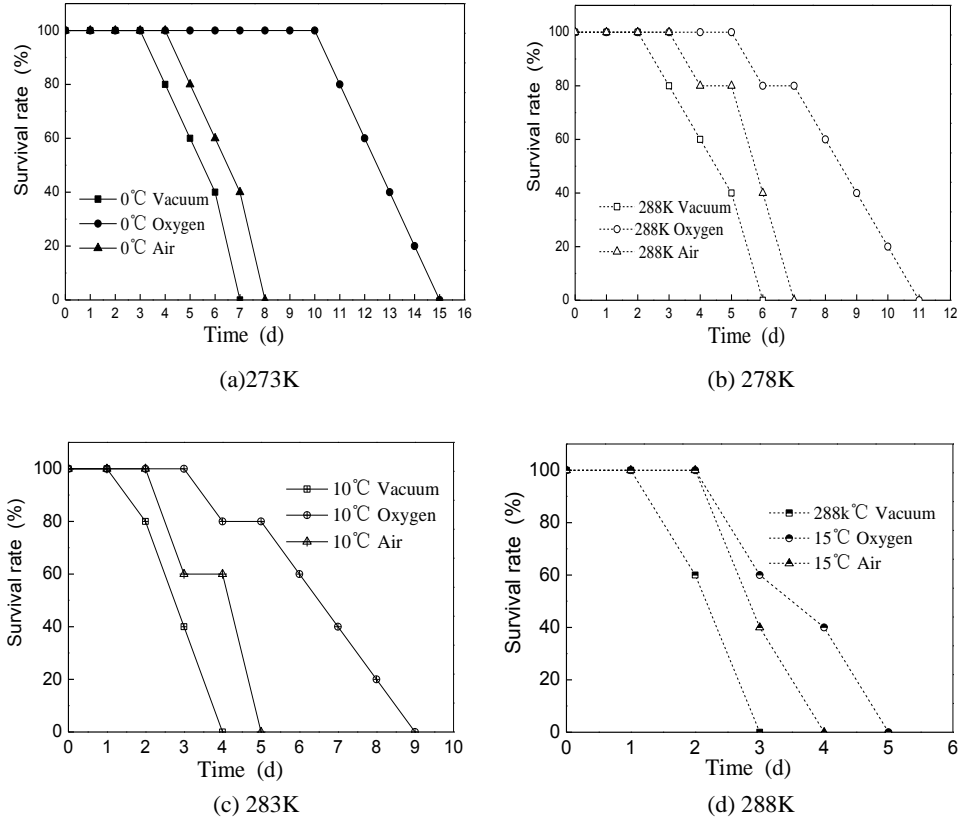 100
80
60
40
20
0
Survival rate (%)
0℃ Vacuum
0℃ Oxygen
0℃ Air
0 1 2 3 4 5 6 7 8 9 10 11 12 13 14 15 16
Time (d)
(a)273K
100
80
60
40
20
0
Survival rate (%)
288K Vacuum
288K Oxygen
288K Air
0 1 2 3 4 5 6 7 8 9 10 11 12
Time (d)
(b) 278K
100
80
60
40
20
0
Survival rate (%)
10℃ Vacuum
10℃ Oxygen
10℃ Air
0 1 2 3 4 5 6 7 8 9 10
Time (d)
(c) 283K
100
80
60
40
20
0
Survival rate (%)
288k℃ Vacuum
15℃ Oxygen
15℃ Air
0 1 2 3 4 5 6
Time (d)
(d) 288K